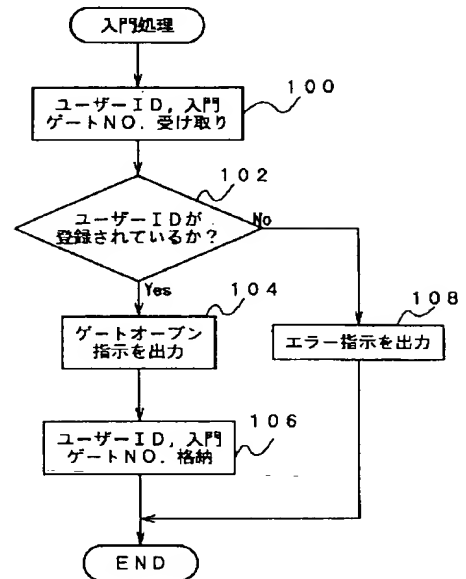 入門処理
100
ユーザーID,入門
ゲートNO.受け取り
102
ユーザーIDが
登録されているか?
No
Yes
104
108
ゲートオープン
指示を出力
エラー指示を出力
106
ユーザーID,入門
ゲートNO.格納
END